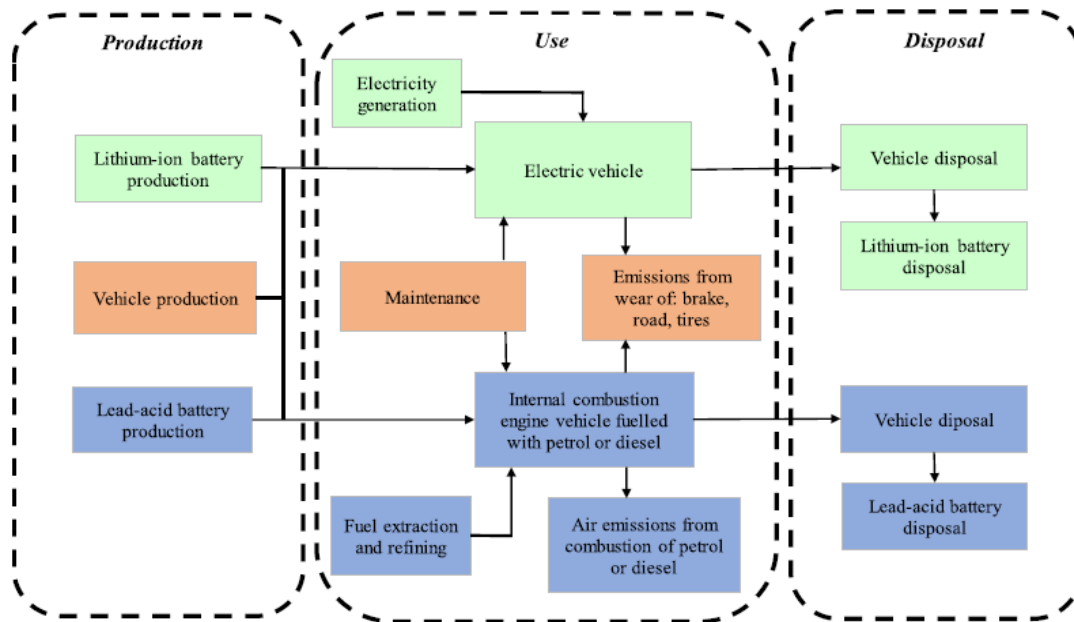 Production
Lithium-ion battery
production
Vehicle production
Lead-acid battery
production
Use
Electricity
generation
Electric vehicle
Maintenance
Emissions from
wear of: brake,
road, tires
Internal combustion
engine vehicle fuelled
with petrol or diesel
Fuel extraction
and refining
Air emissions from
combustion of petrol
or diesel
Disposal
Vehicle disposal
Lithium-ion battery
disposal
Vehicle diposal
Lead-acid battery
disposal